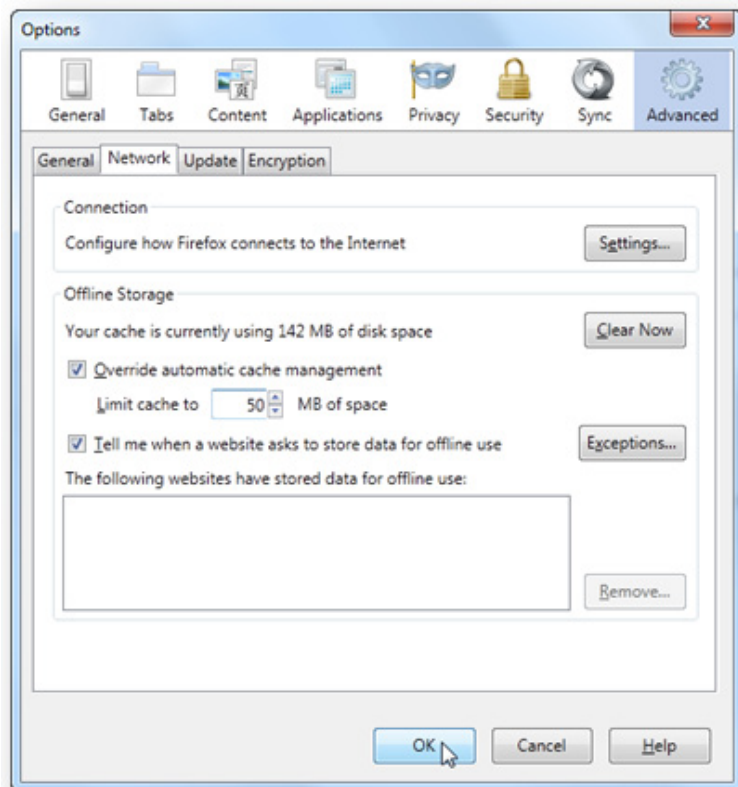 Options
General Tabs Content Applications Privacy Security Sync Advanced
General Network Update Encryption
Connection
Configure how Firefox connects to the Internet Settings...
Offline Storage
Your cache is currently using 142 MB of disk space Clear Now
Override automatic cache management
Limit cache to 50 MB of space
Tell me when a website asks to store data for offline use Exceptions...
The following websites have stored data for offline use:
Remove...
OK Cancel Help